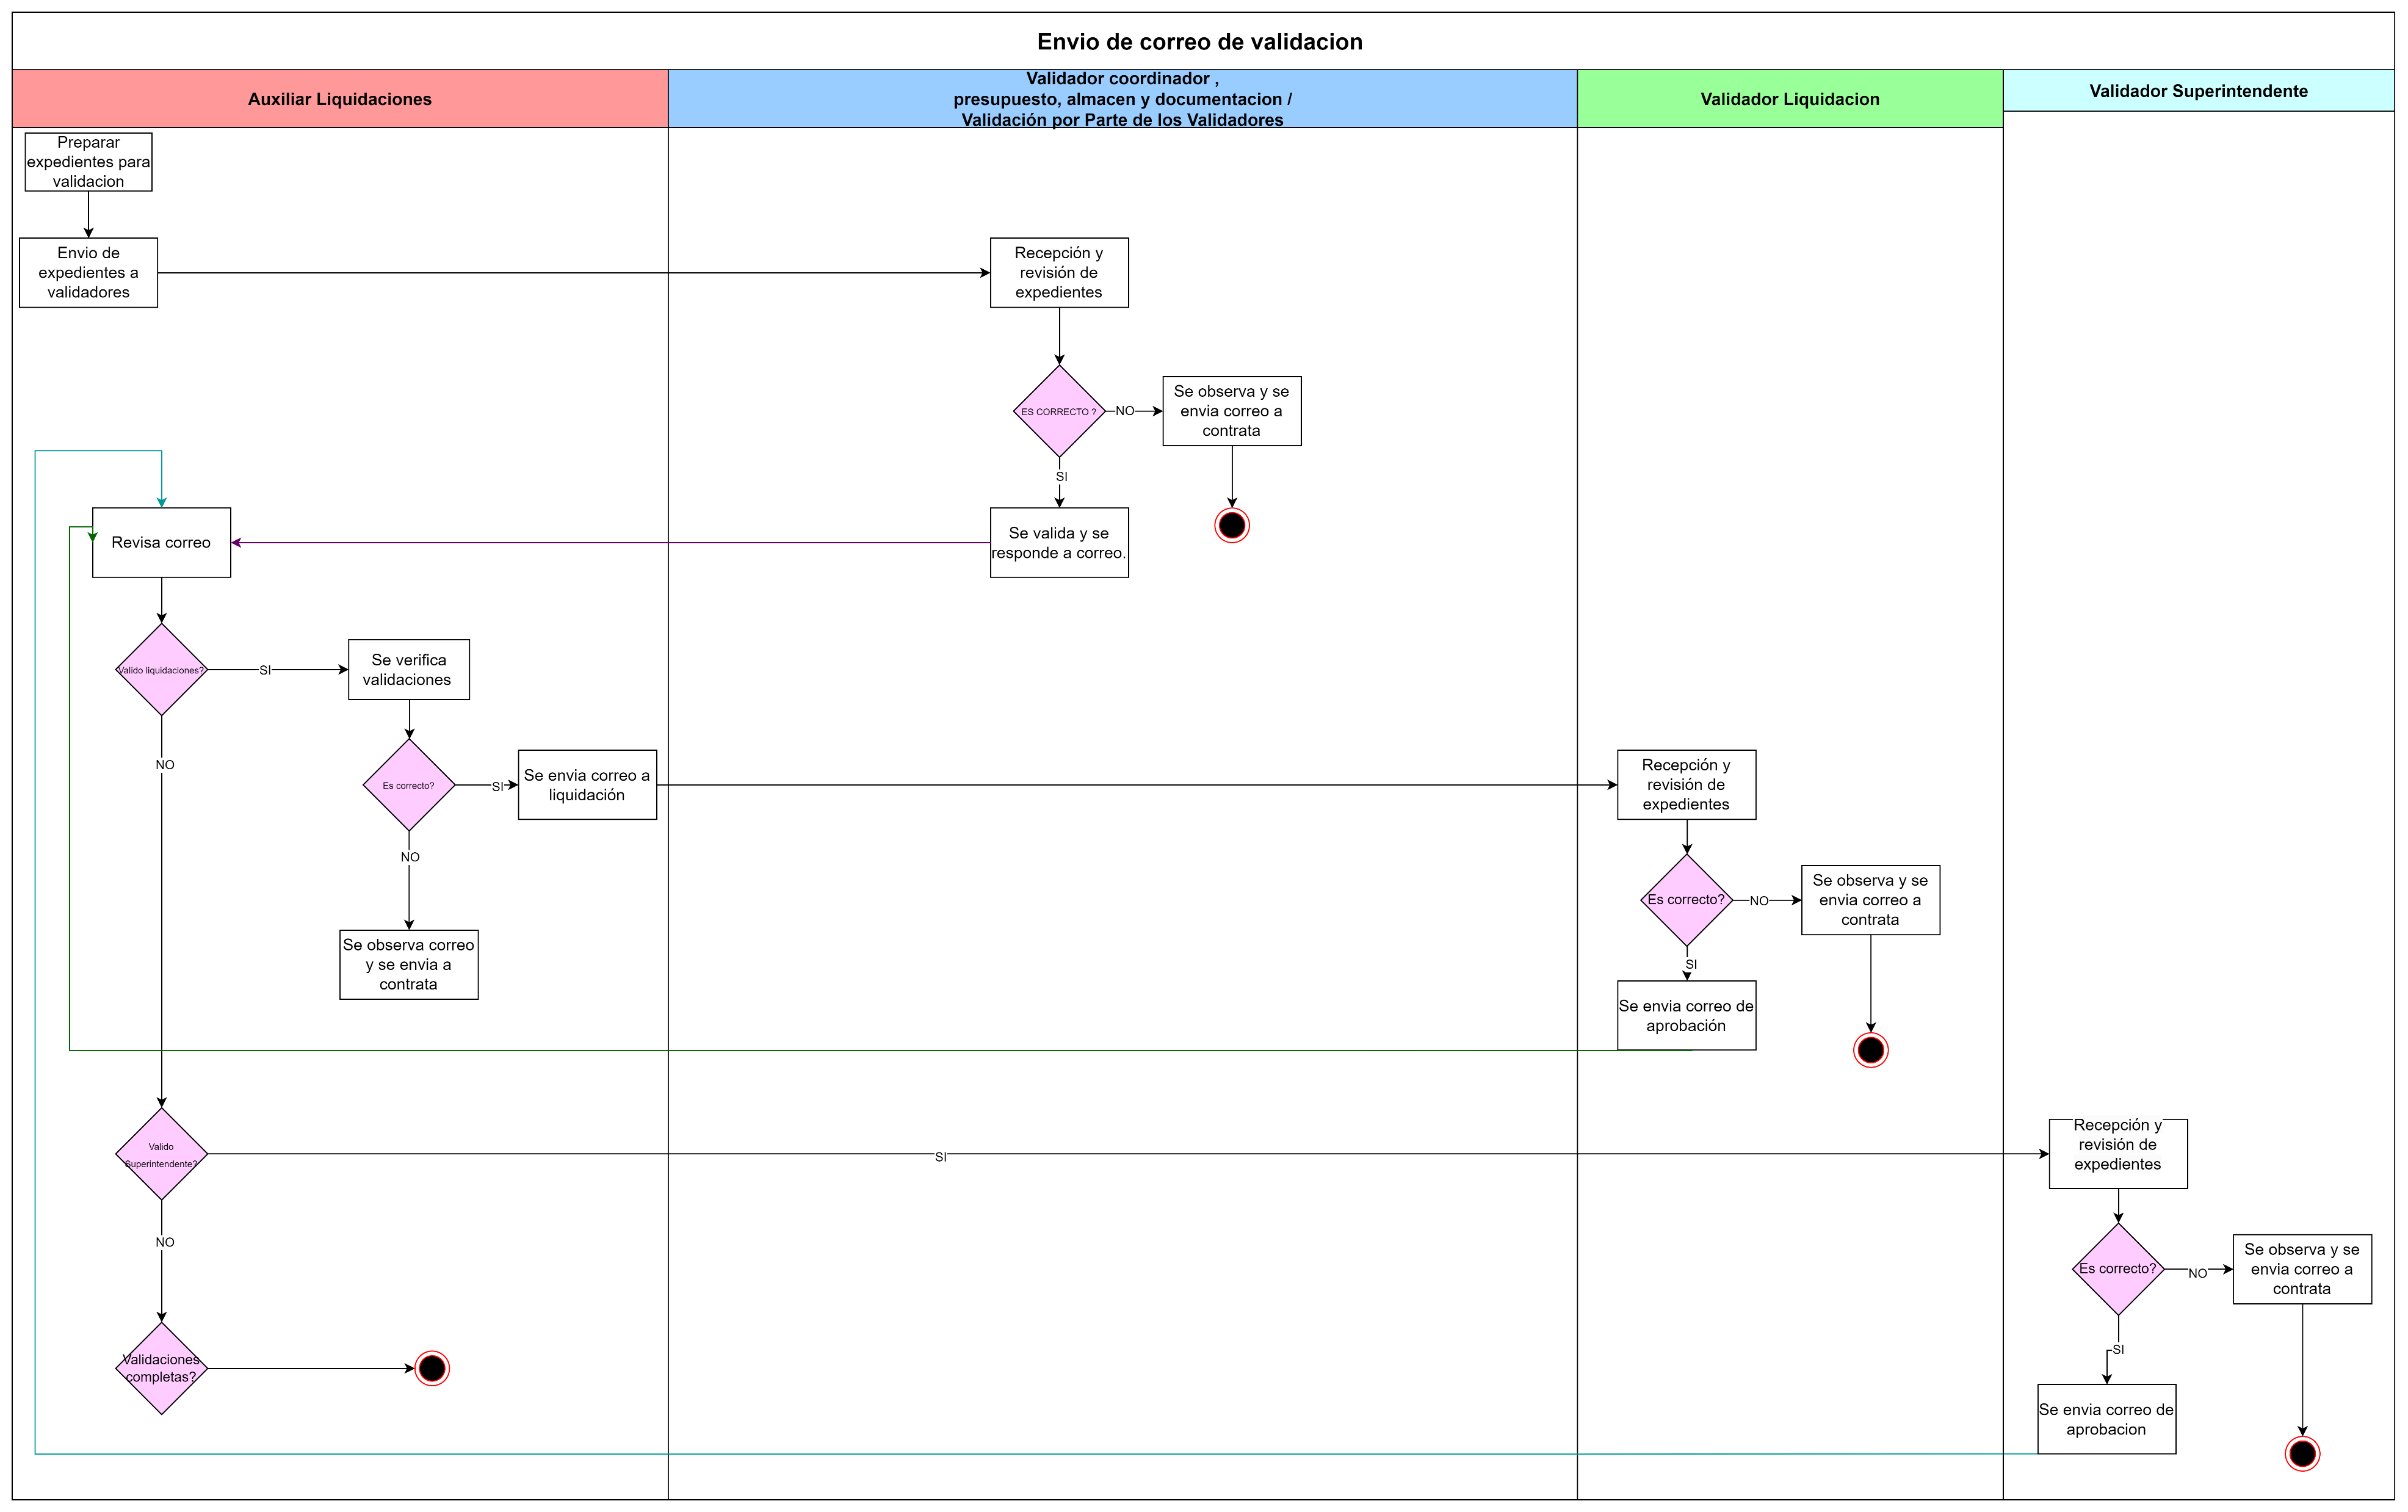 Envio de correo de validacion
Auxiliar Liquidaciones
Validador coordinador ,
presupuesto, almacen y documentacion /
Validación por Parte de los Validadores
Validador Liquidacion
Validador Superintendente
Preparar
expedientes para
validacion
Envio de
expedientes a
validadores
Recepción y
revisión de
expedientes
ES CORRECTO ?
NO
Se observa y se
envia correo a
contrata
SI
Se valida y se
responde a correo.
Revisa correo
Valido liquidaciones?
SI
Se verifica
validaciones
NO
Es correcto?
SI
Se envia correo a
liquidación
Recepción y
revisión de
expedientes
NO
Es correcto?
NO
Se observa y se
envia correo a
contrata
SI
Se observa correo
y se envia a
contrata
Se envia correo de
aprobación
Valido
Superintendente?
SI
Recepción y
revisión de
expedientes
NO
Es correcto?
NO
Se observa y se
envia correo a
contrata
SI
Validaciones
completas?
Se envia correo de
aprobacion